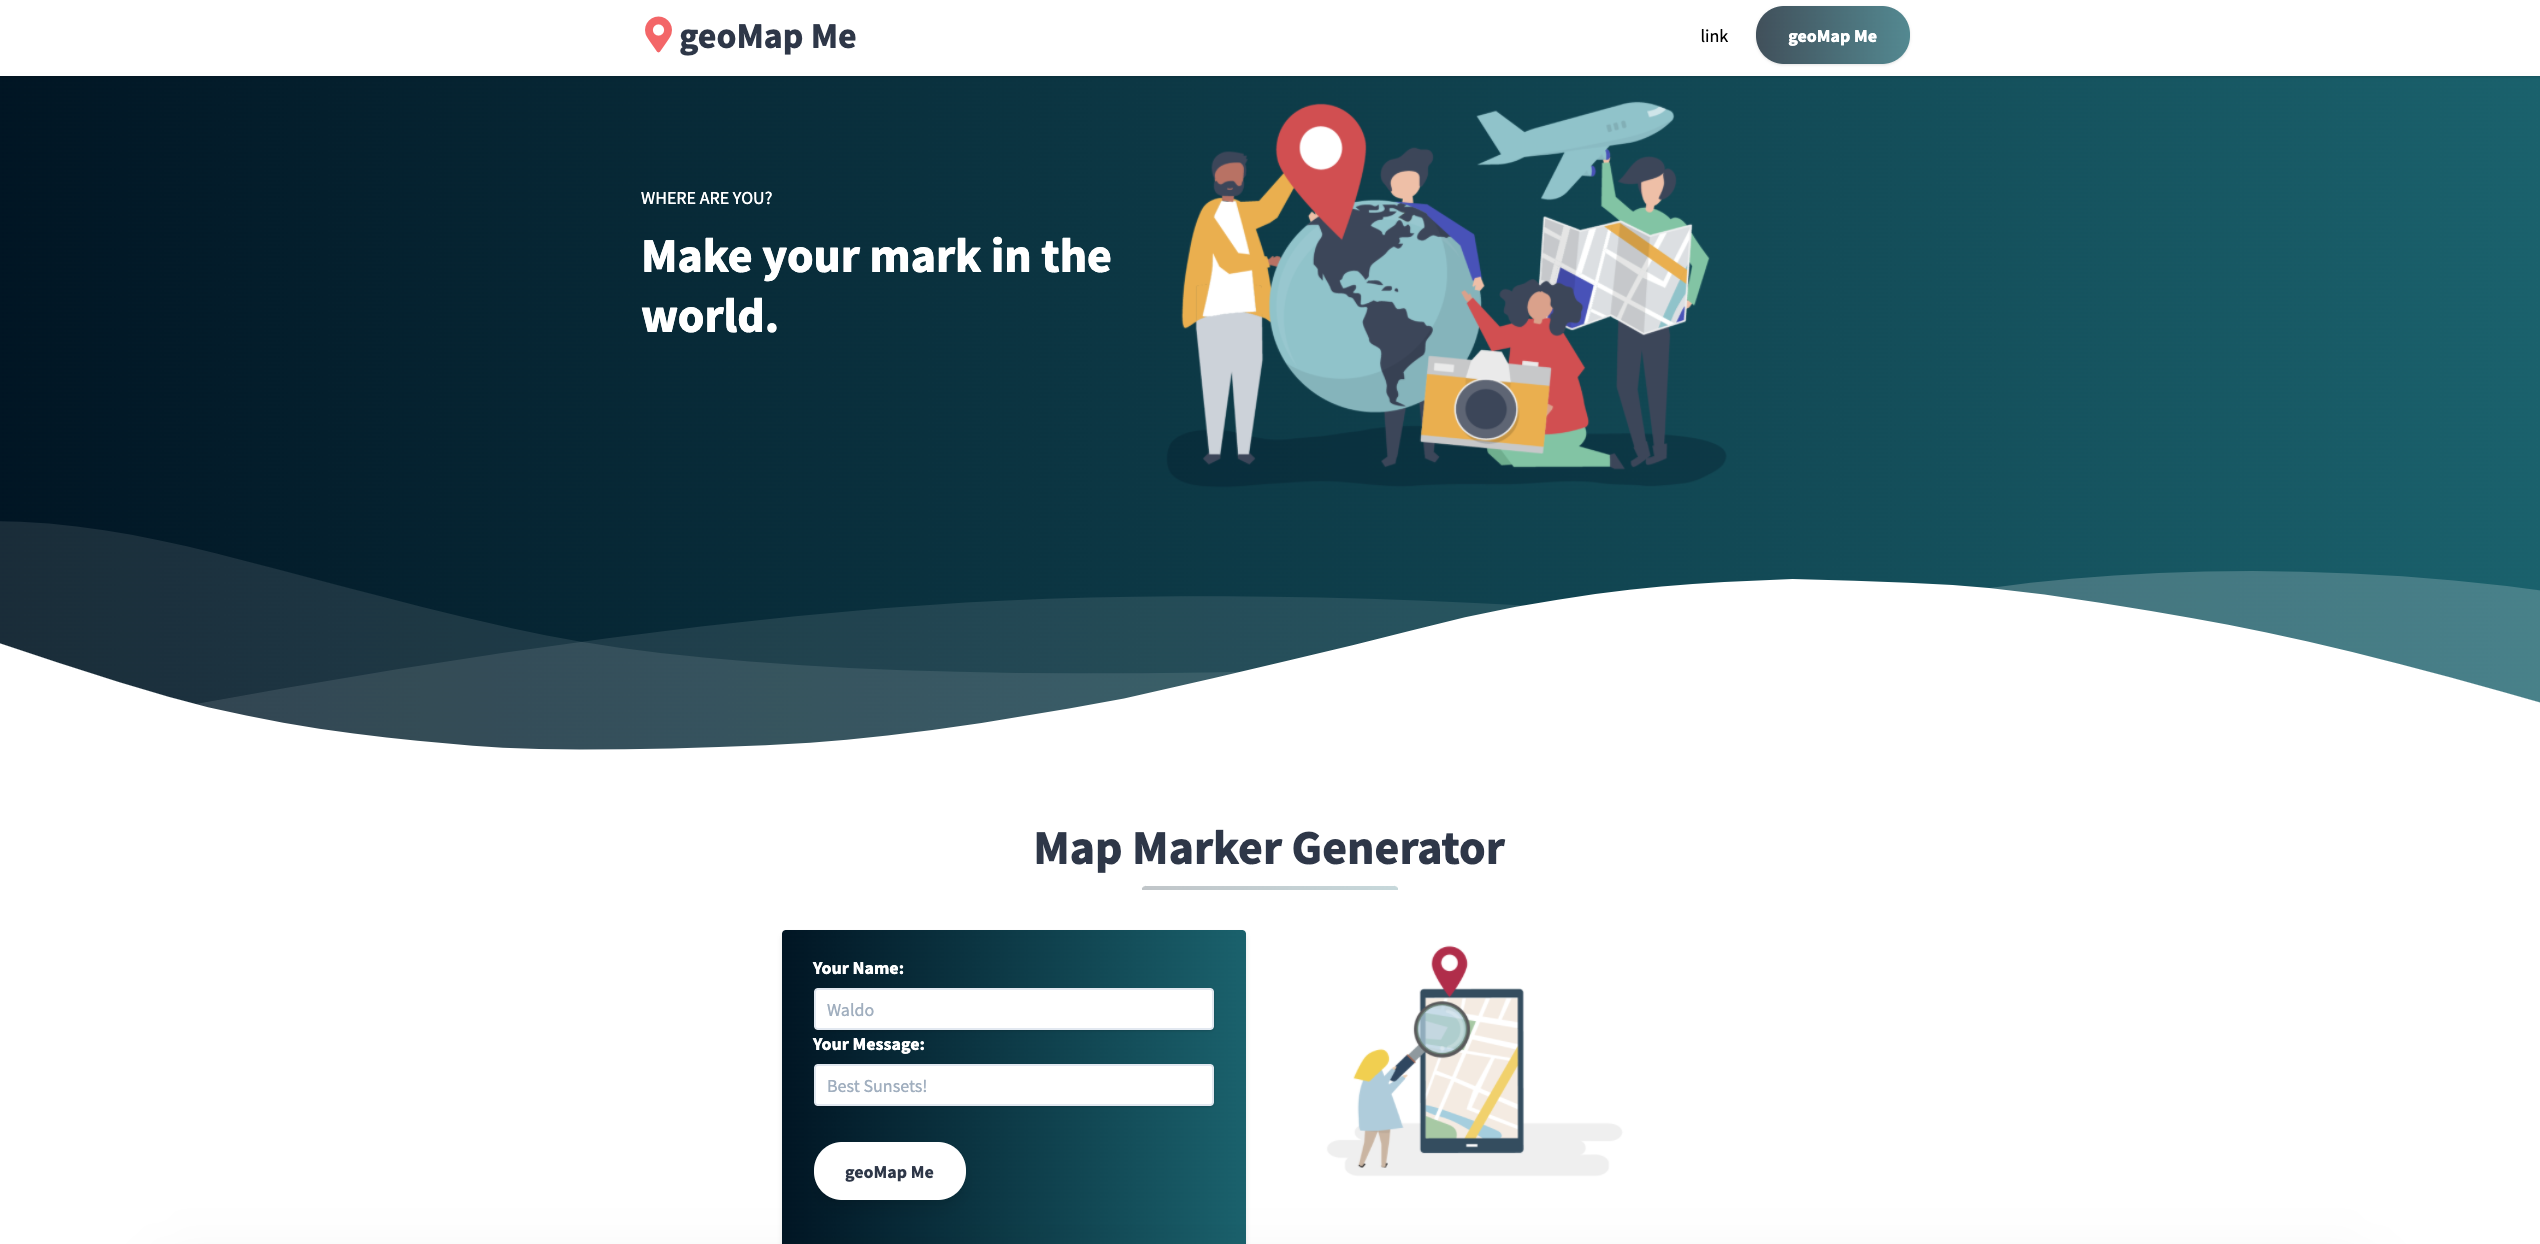 geoMap Me
link
geoMap Me
WHERE ARE YOU?
Make your mark in the
world.
Map Marker Generator
Your Name:
Waldo
Your Message:
Best Sunsets!
geoMap Me